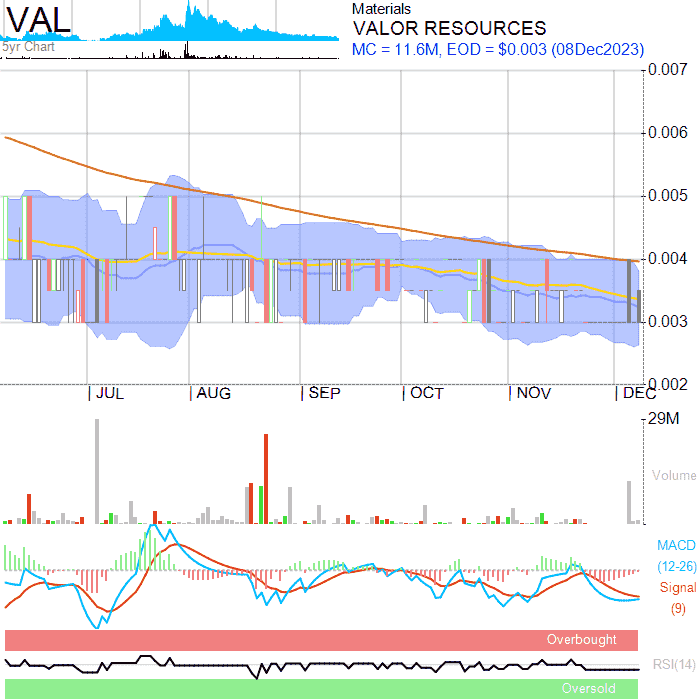 VAL
5yr Chart
Materials
VALOR RESOURCES
MC = 11.6M, EOD = $0.003 (08Dec2023)
0.007
0.006
0.005
0.004
0.003
0.002
JUL AUG SEP OCT NOV DEC
29M
Volume
MACD
(12-26)
Signal
(9)
Overbought
RSI(14)
Oversold